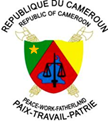 REPUBLIQUE DU CAMEROUN
REPUBLIC OF CAMEROON
PEACE-WORK-FATHERLAND
PAIX-TRAVAIL-PATRIE